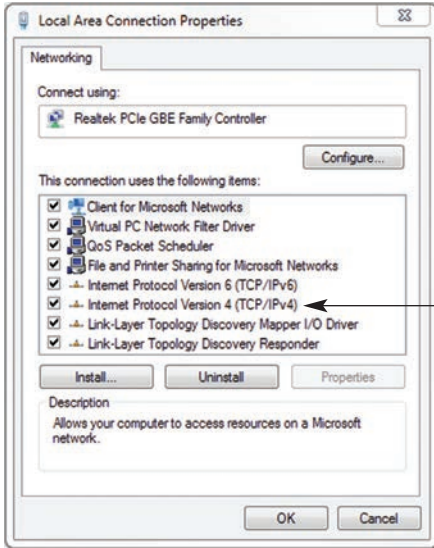 Local Area Connection Properties
Networking
Connect using:
Realtek PCIe GBE Family Controller
Configure...
This connection uses the following items:
Client for Microsoft Networks
Virtual PC Network Filter Driver
QoS Packet Scheduler
File and Printer Sharing for Microsoft Networks
Internet Protocol Version 6 (TCP/IPv6)
Internet Protocol Version 4 (TCP/IPv4)
Link-Layer Topology Discovery Mapper I/O Driver
Link-Layer Topology Discovery Responder
Install... Uninstall Properties
Description
Allows your computer to access resources on a Microsoft
network.
OK Cancel